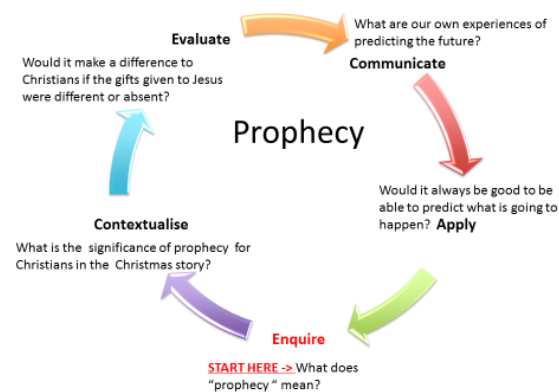 Evaluate
What are our own experiences of
predicting the future?
Communicate
Would it make a difference to
Christians if the gifts given to Jesus
were different or absent?
Prophecy
Would it always be good to be
able to predict what is going to
happen? Apply
Contextualise
What is the significance of prophecy for
Christians in the Christmas story?
Enquire
START HERE -> What does
"prophecy " mean?